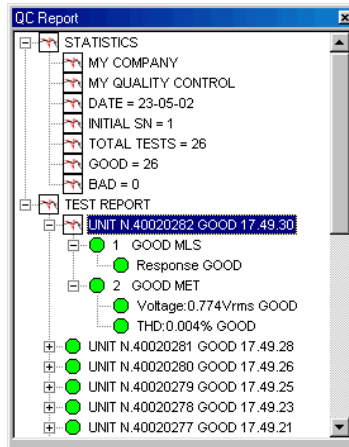 QC Report
STATISTICS
MY COMPANY
MY QUALITY CONTROL
DATE = 23-05-02
INITIAL SN = 1
TOTAL TESTS = 26
GOOD = 26
BAD = 0
TEST REPORT
UNIT N.40020282 GOOD 17.49.30
1 GOOD MLS
Response GOOD
2 GOOD MET
Voltage:0.774Vrms GOOD
THD:0.004% GOOD
UNIT N.40020281 GOOD 17.49.28
UNIT N.40020280 GOOD 17.49.26
UNIT N.40020279 GOOD 17.49.25
UNIT N.40020278 GOOD 17.49.23
UNIT N.40020277 GOOD 17.49.21